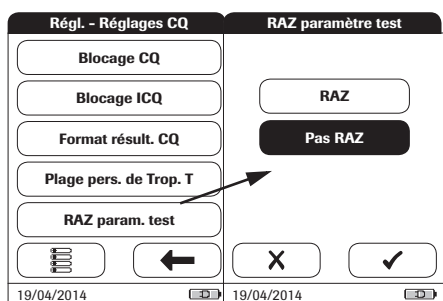 Régl. - Réglages CQ
Blocage CQ
Blocage ICQ
Format résult. CQ
Plage pers. de Trop. T
RAZ param. test
19/04/2014
RAZ paramètre test
RAZ
Pas RAZ
19/04/2014